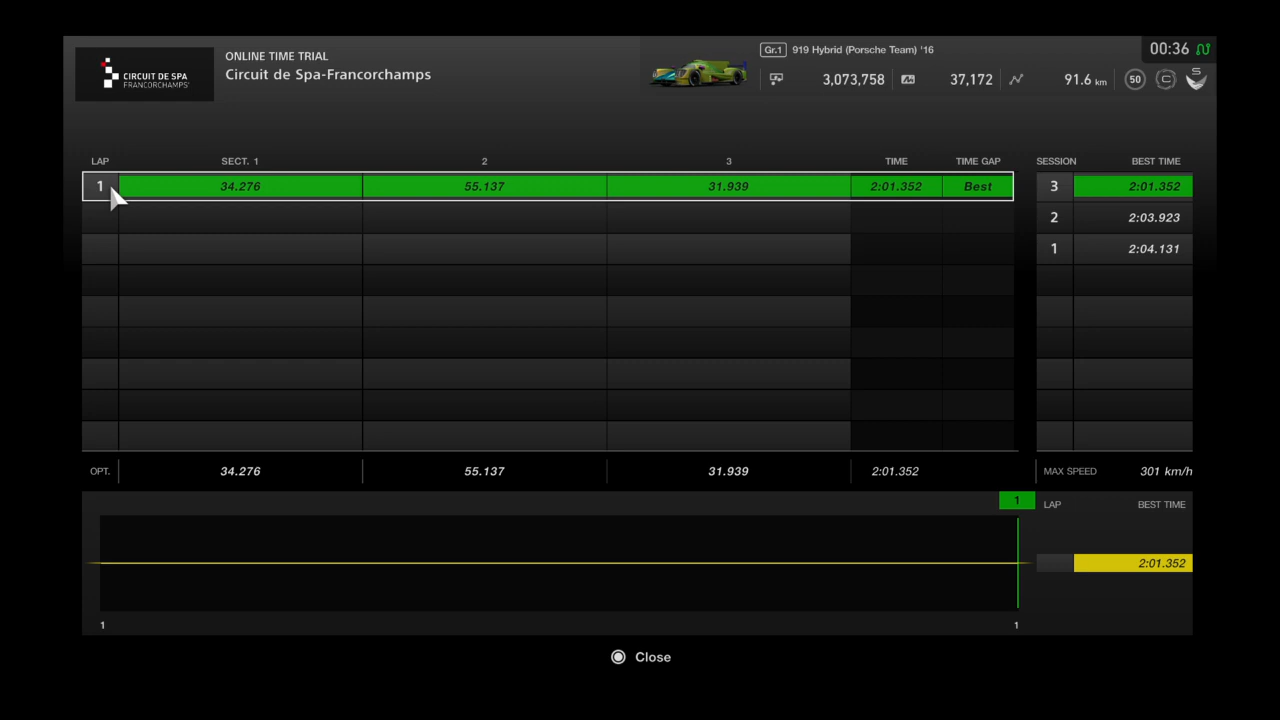 CIRCUIT DE SPA
FRANCORCHAMPS
ONLINE TIME TRIAL
Circuit de Spa-Francorchamps
Gr.1 919 Hybrid (Porsche Team) '16
00:36
3,073,758 37,172 91.6 km 50 C S
LAP SECT. 1 2 3 TIME TIME GAP SESSION BEST TIME
1 34.276 55.137 31.939 2:01.352 Best 3 2:01.352
2 2:03.923
1 2:04.131
OPT. 34.276 55.137 31.939 2:01.352 MAX SPEED 301 km/h
1 LAP BEST TIME
2:01.352
1 1
Close